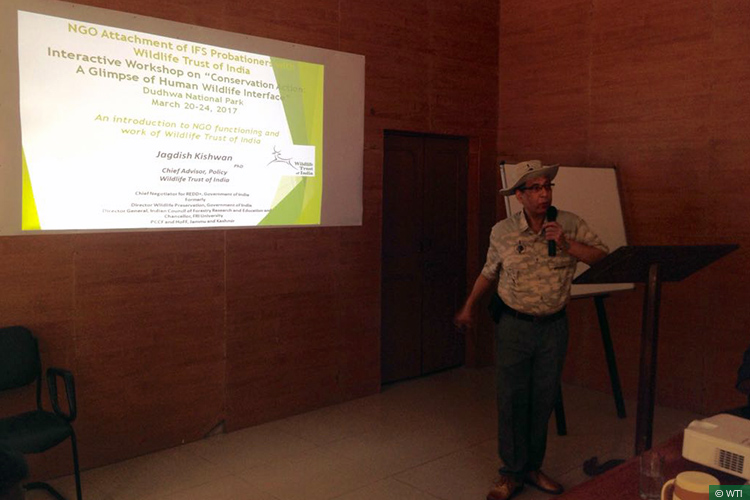 NGO Attachment of IFS Probationers
Wildlife Trust of India
Interactive Workshop on "Conservation
A Glimpse of Human Wildlife Interface"
Dudhwa National Park
March 20-24, 2017
An introduction to NGO functioning and
work of Wildlife Trust of India
Jagdish Kishwan
PhD
Chief Advisor, Policy
Wildlife Trust of India
Wildlife
Trust
of India
Chief Negotiator for REDD+, Government of India
Formerly
Director Wildlife Preservation, Government of India
Director General, Indian Council of Forestry Research and Education
Chancellor, FRI University
PCCF and HoFF, Jammu and Kashmir
© WTI